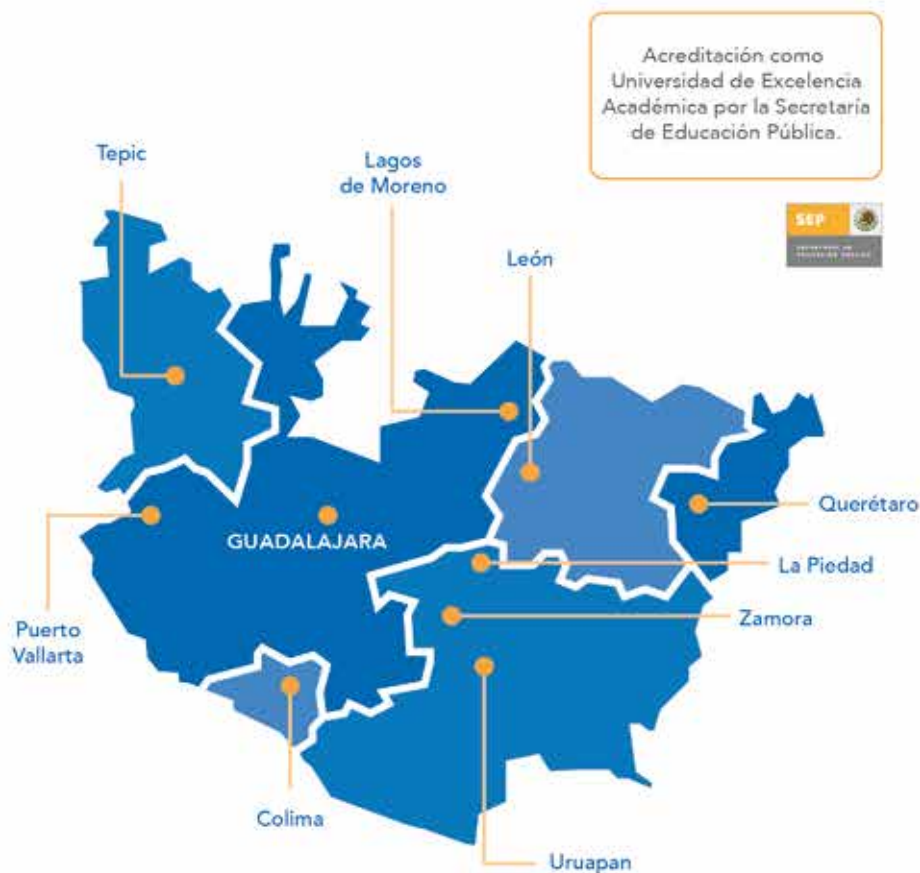 Acreditación como
Universidad de Excelencia
Académica por la Secretaría
de Educación Pública.
SEP
Tepic
Lagos
de Moreno
León
Querétaro
GUADALAJARA
La Piedad
Zamora
Puerto
Vallarta
Colima
Uruapan